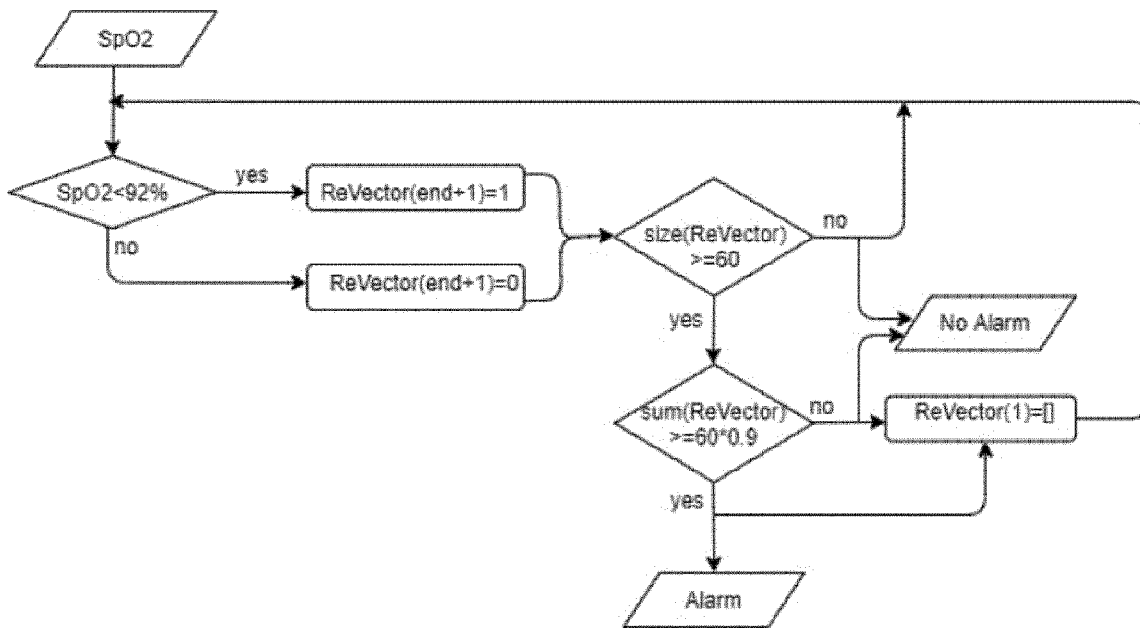 SpO2
SpO2<92%
yes
ReVector(end+1)=1
no
ReVector(end+1)=0
size(ReVector)
>=60
no
yes
No Alarm
sum(ReVector)
>=60*0.9
no
ReVector(1)=[]
yes
Alarm